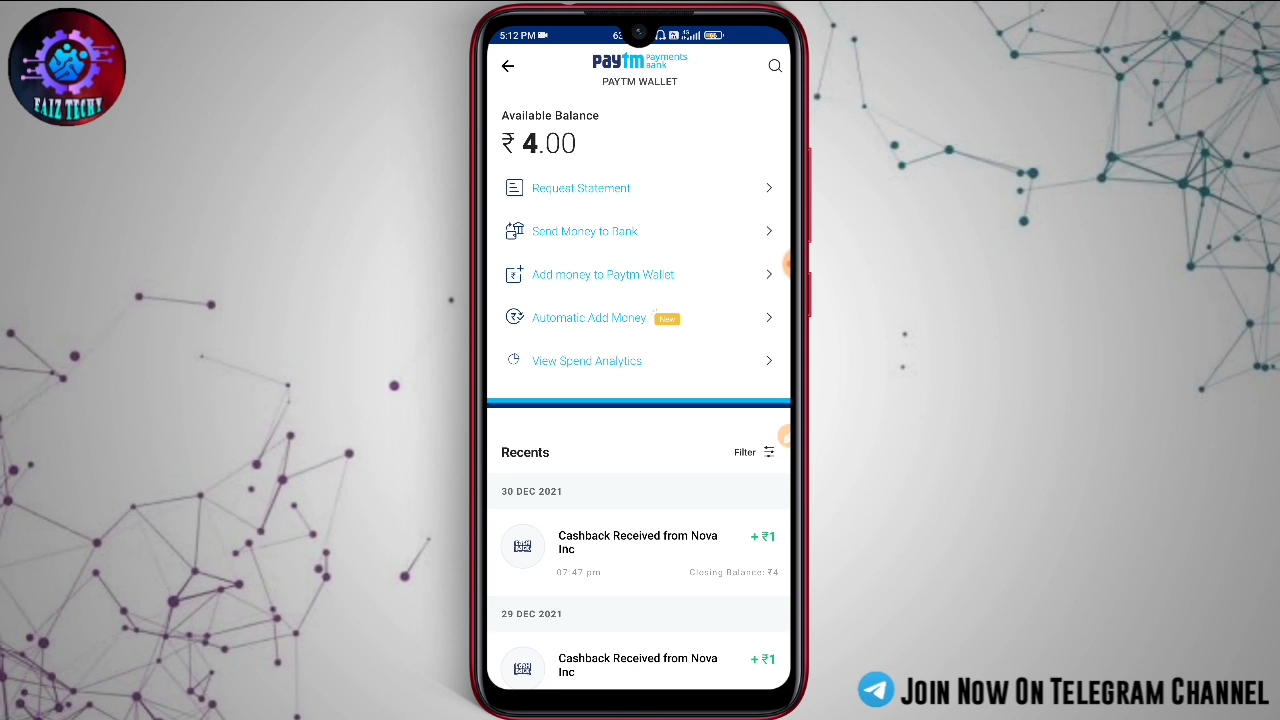 FAIZ TECHY
5:12 PM
paytm Payments Bank
PAYTM WALLET
Available Balance
₹ 4.00
Request Statement
Send Money to Bank
Add money to Paytm Wallet
Automatic Add Money New
View Spend Analytics
Recents
Filter
30 DEC 2021
Cashback Received from Nova
Inc
+ ₹1
07:47 pm
Closing Balance: ₹4
29 DEC 2021
Cashback Received from Nova
Inc
+ ₹1
JOIN NOW ON TELEGRAM CHANNEL